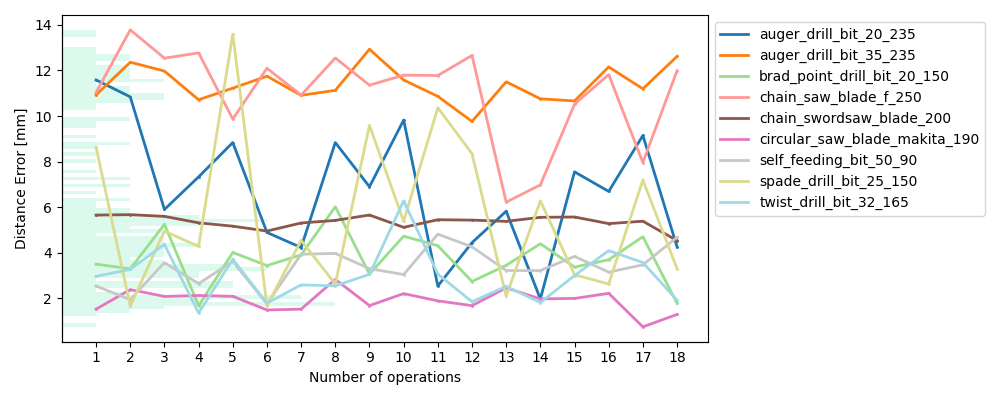 14
12
10
8
6
4
2
Distance Error [mm]
1 2 3 4 5 6 7 8 9 10 11 12 13 14 15 16 17 18
Number of operations
auger_drill_bit_20_235
auger_drill_bit_35_235
brad_point_drill_bit_20_150
chain_saw_blade_f_250
chain_swordsaw_blade_200
circular_saw_blade_makita_190
self_feeding_bit_50_90
spade_drill_bit_25_150
twist_drill_bit_32_165